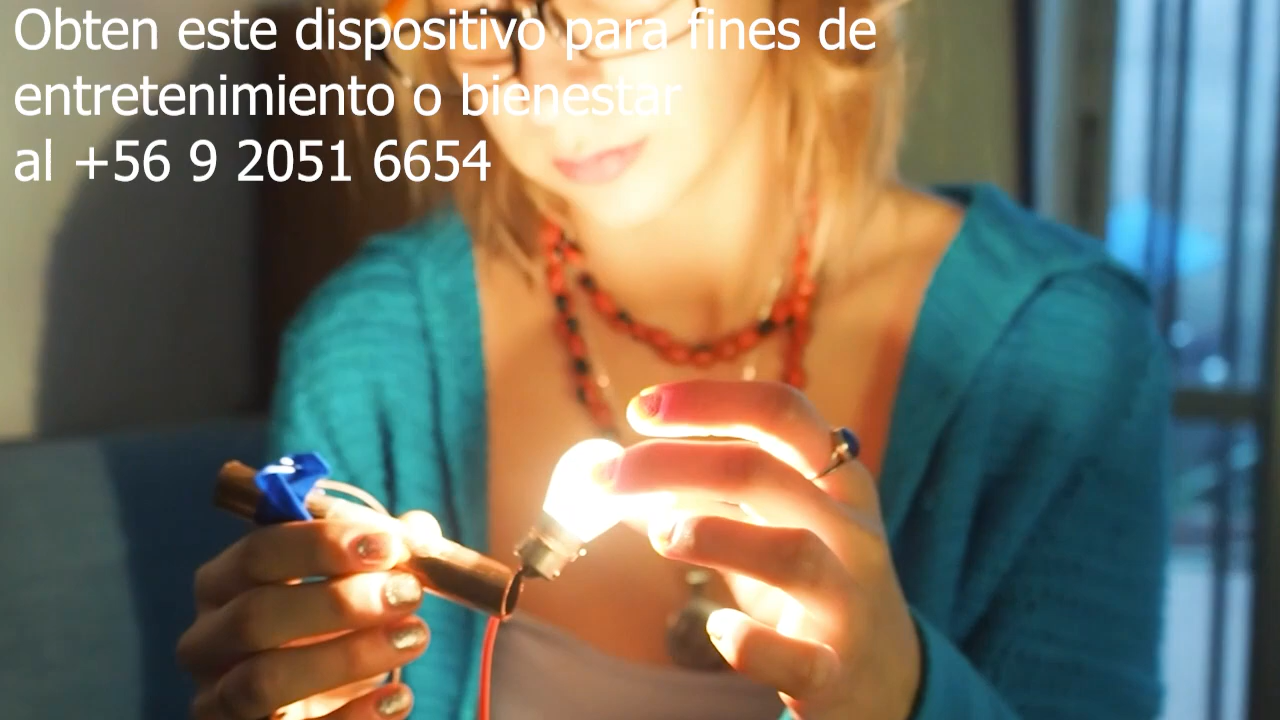 Obten este dispositivo para fines de
entretenimiento o bienestar
al +56 9 2051 6654